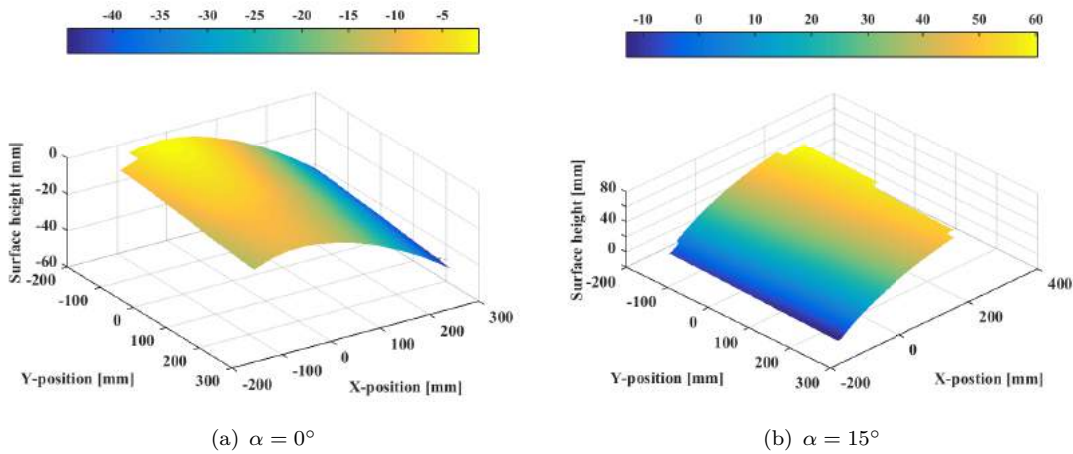 -40 -35 -30 -25 -20 -15 -10 -5
0
-20
-40
-60
Surface height [mm]
-200
-100
0
100
200
300
Y-position [mm]
-200
-100
0
100
200
300
X-position [mm]
(a) α = 0°
-10 0 10 20 30 40 50 60
80
40
0
Surface height [mm]
-200
-100
0
100
200
300
Y-position [mm]
-200
0
200
400
X-postion [mm]
(b) α = 15°